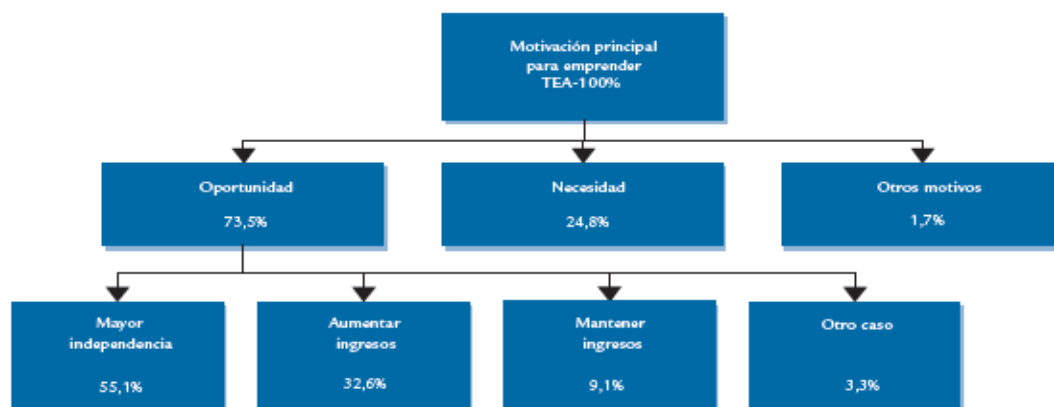 Motivación principal
para emprender
TEA-100%
Oportunidad
73,5%
Necesidad
24,8%
Otros motivos
1,7%
Mayor
independencia
55,1%
Aumentar
ingresos
32,6%
Mantener
ingresos
9,1%
Otro caso
3,3%